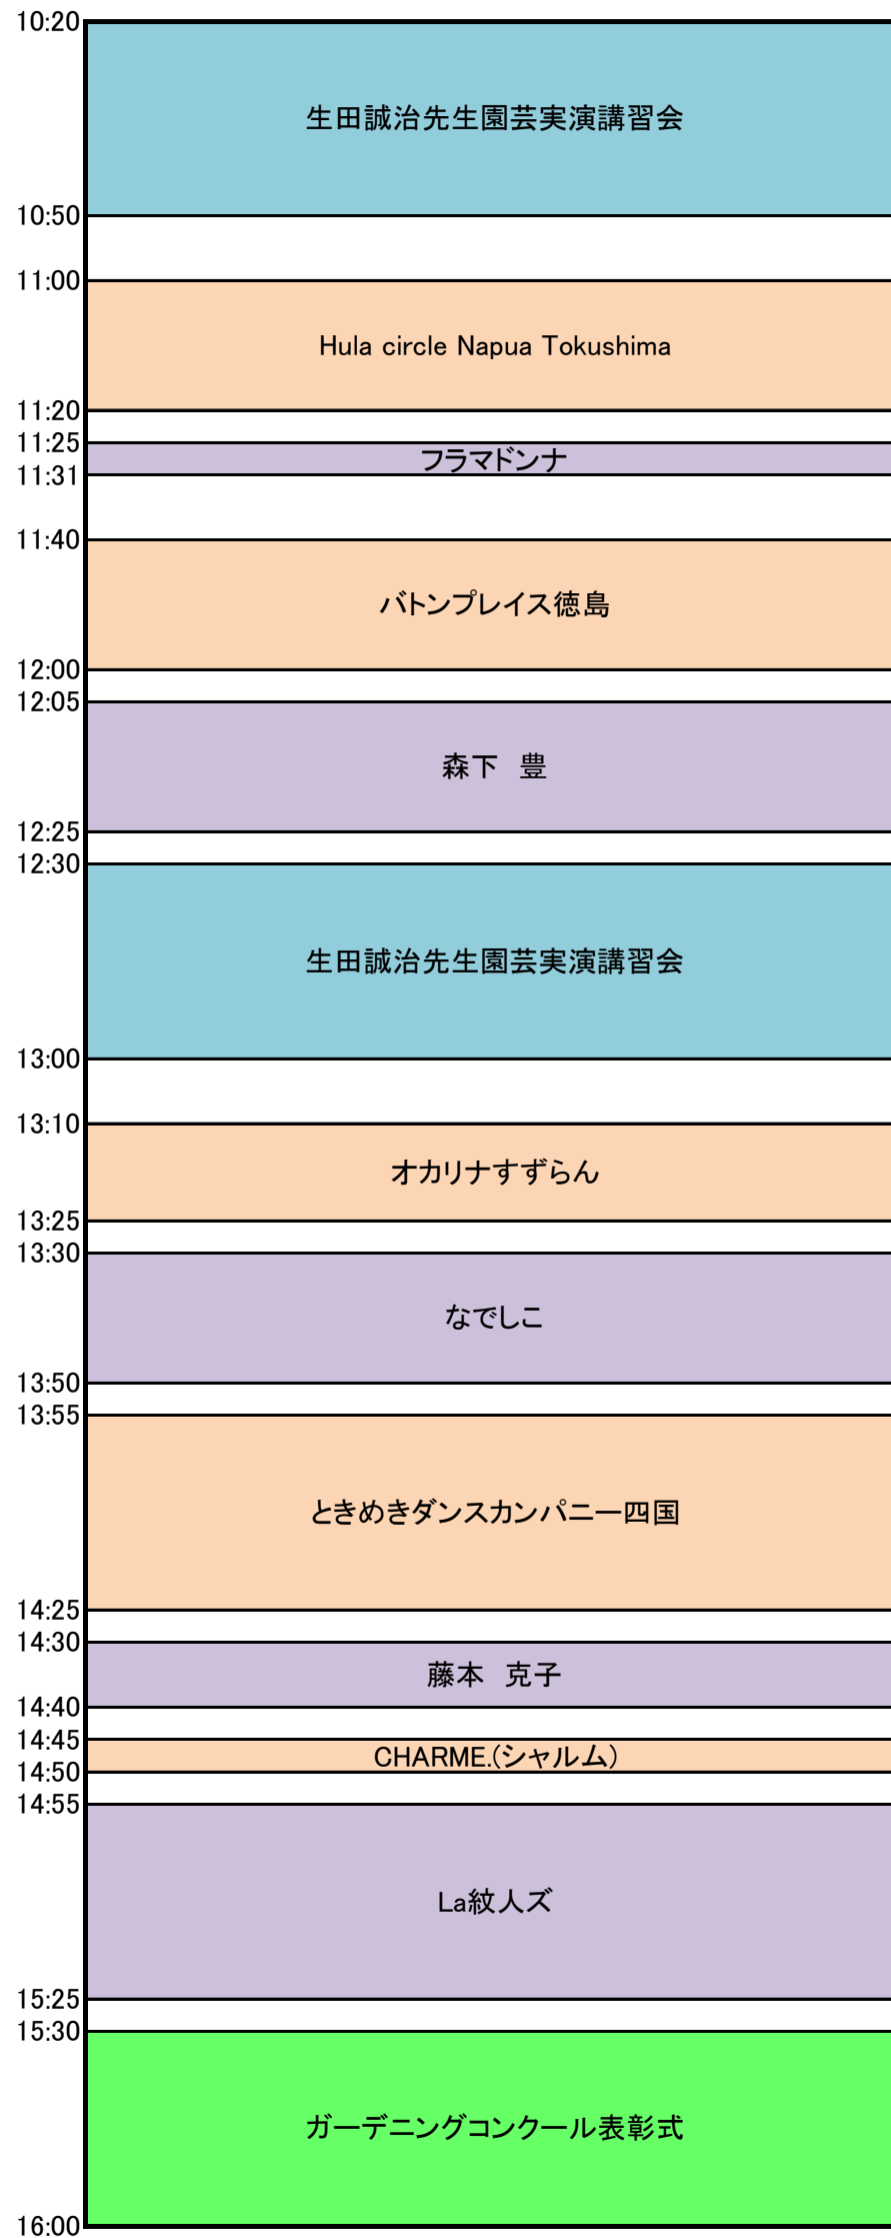 10:20
生田誠治先生園芸実演講習会
10:50
11:00
Hula circle Napua Tokushima
11:20
11:25
フラマドンナ
11:31
11:40
バトンプレイス徳島
12:00
12:05
森下　豊
12:25
12:30
生田誠治先生園芸実演講習会
13:00
13:10
オカリナすずらん
13:25
13:30
なでしこ
13:50
13:55
ときめきダンスカンパニー四国
14:25
14:30
藤本　克子
14:40
14:45
CHARME.(シャルム)
14:50
14:55
La紋人ズ
15:25
15:30
ガーデニングコンクール表彰式
16:00